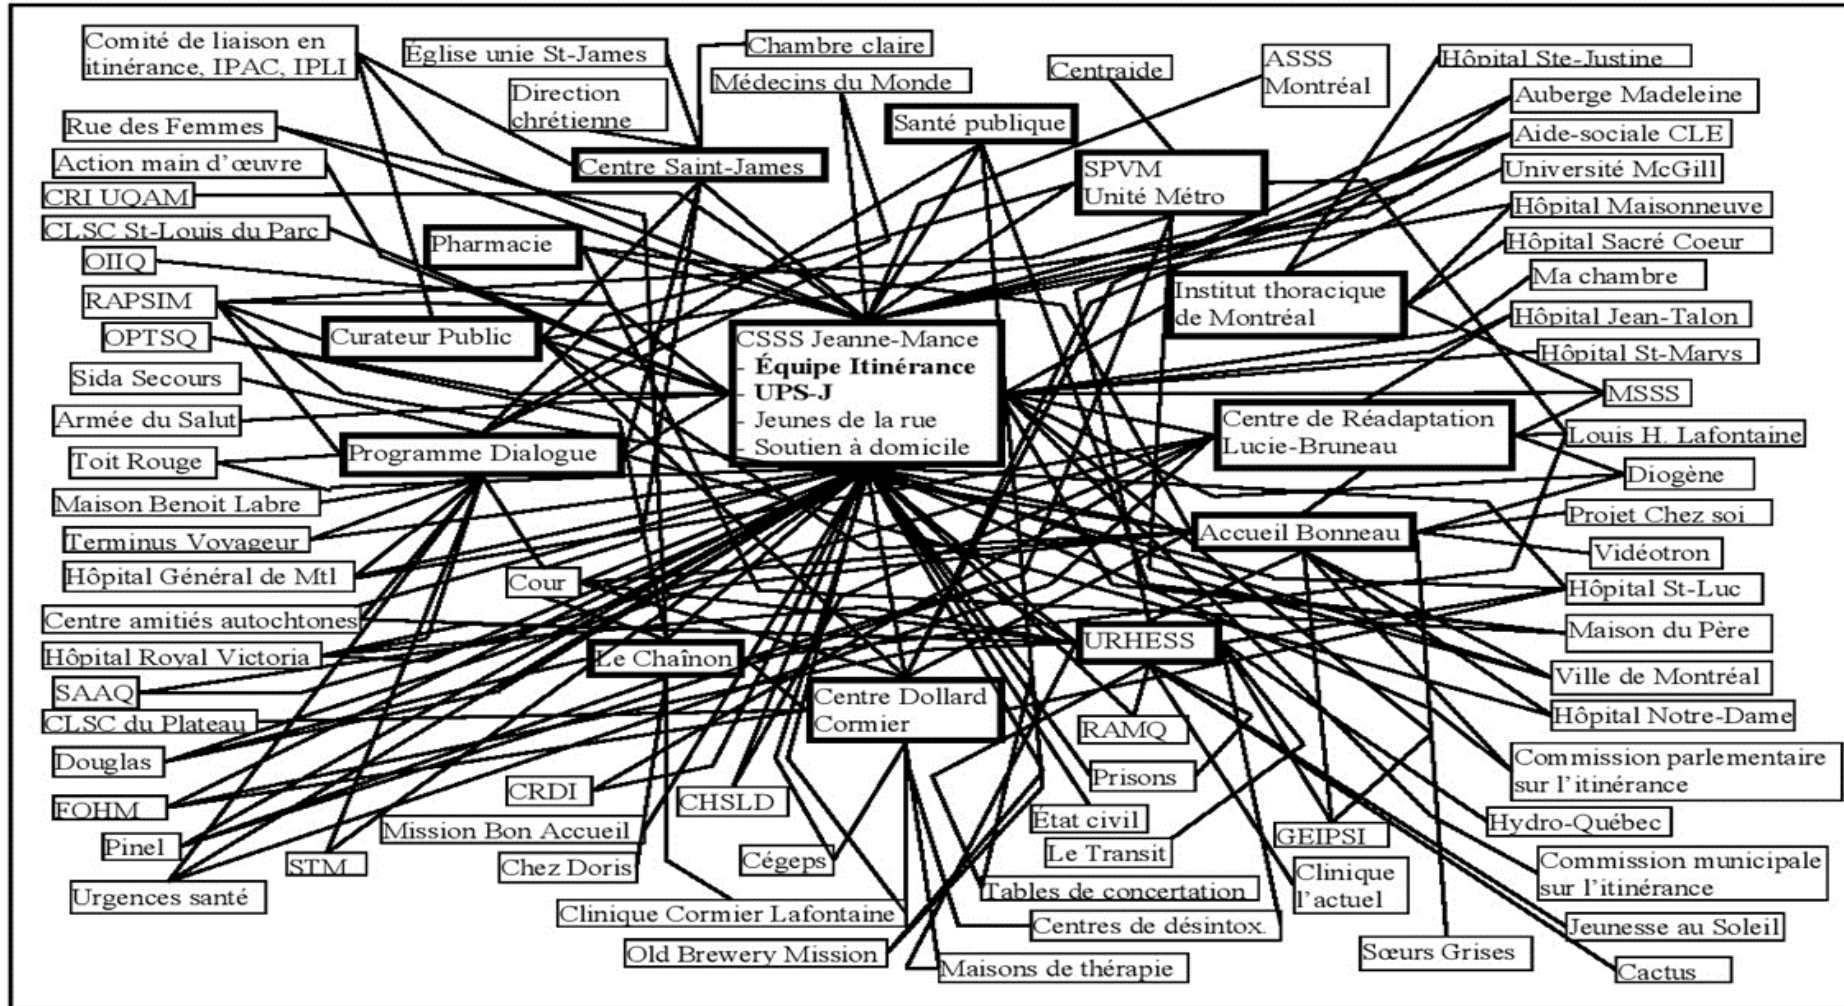 Comité de liaison en
itinérance, IPAC, IPLI
Église unie St-James
Chambre claire
Médecins du Monde
Centraide
ASSS
Montréal
Hôpital Ste-Justine
Direction
chrétienne
Auberge Madeleine
Rue des Femmes
Santé publique
Aide-sociale CLE
Action main d'œuvre
Centre Saint-James
SPVM
Unité Métro
Université McGill
CRI UQAM
Hôpital Maisonneuve
CLSC St-Louis du Parc
Pharmacie
Hôpital Sacré Coeur
OIIQ
Ma chambre
RAPSIM
Institut thoracique
de Montréal
Hôpital Jean-Talon
OPTSQ
Curateur Public
CSSS Jeanne-Mance
- Équipe Itinérance
- UPS-J
- Jeunes de la rue
- Soutien à domicile
Hôpital St-Marys
Sida Secours
MSSS
Armée du Salut
Centre de Réadaptation
Lucie-Bruneau
Louis H. Lafontaine
Toit Rouge
Programme Dialogue
Diogène
Maison Benoit Labre
Projet Chez soi
Terminus Voyageur
Accueil Bonneau
Vidéotron
Hôpital Général de Mtl
Cour
Hôpital St-Luc
Centre amitiés autochtones
Maison du Père
Hôpital Royal Victoria
Le Chaînon
URHESS
Ville de Montréal
SAAQ
Centre Dollard
Cormier
Hôpital Notre-Dame
CLSC du Plateau
RAMQ
Douglas
Prisons
Commission parlementaire
sur l'itinérance
FOHM
CRDI
CHSLD
État civil
Hydro-Québec
Mission Bon Accueil
GEIPSI
Pinel
Le Transit
STM
Chez Doris
Cégeps
Clinique
l'actuel
Commission municipale
sur l'itinérance
Urgences santé
Tables de concertation
Clinique Cormier Lafontaine
Centres de désintox.
Jeunesse au Soleil
Old Brewery Mission
Maisons de thérapie
Sœurs Grises
Cactus